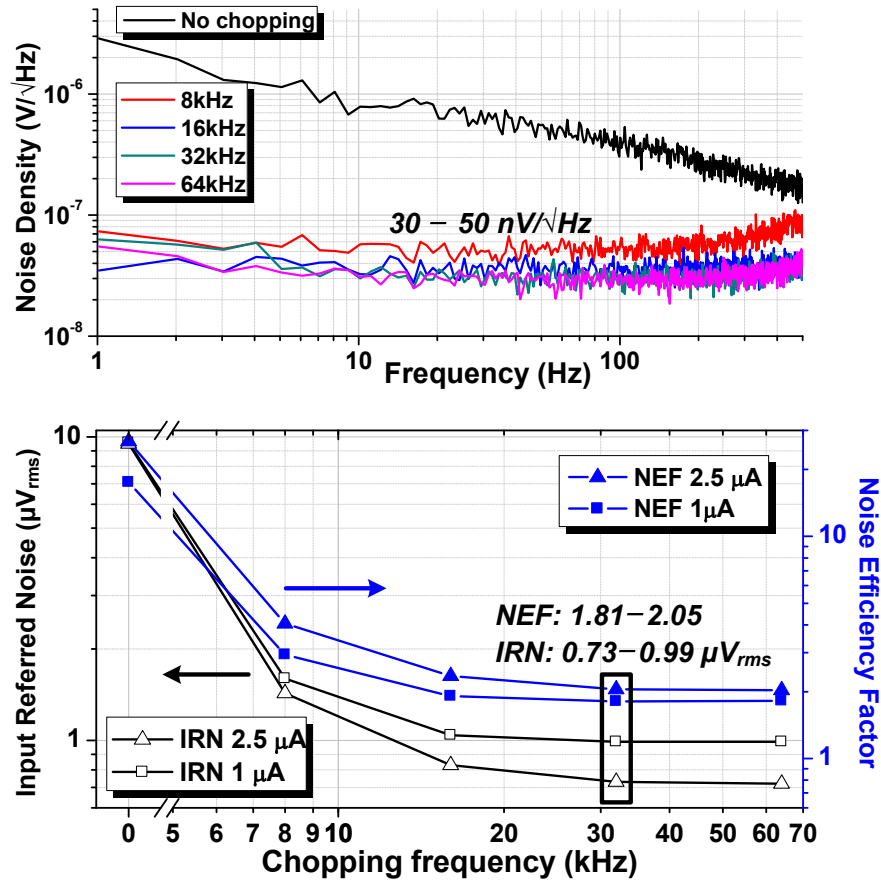 No chopping
10⁻⁶
8kHz
16kHz
32kHz
64kHz
30 – 50 nV/√Hz
10⁻⁷
10⁻⁸
Noise Density (V/√Hz)
1 10 100
Frequency (Hz)
10
1
Input Referred Noise (µVrms)
NEF 2.5 µA
NEF 1µA
NEF: 1.81–2.05
IRN: 0.73–0.99 µVrms
IRN 2.5 µA
IRN 1 µA
10
1
Noise Efficiency Factor
0 5 6 7 8 9 10 20 30 40 50 60 70
Chopping frequency (kHz)